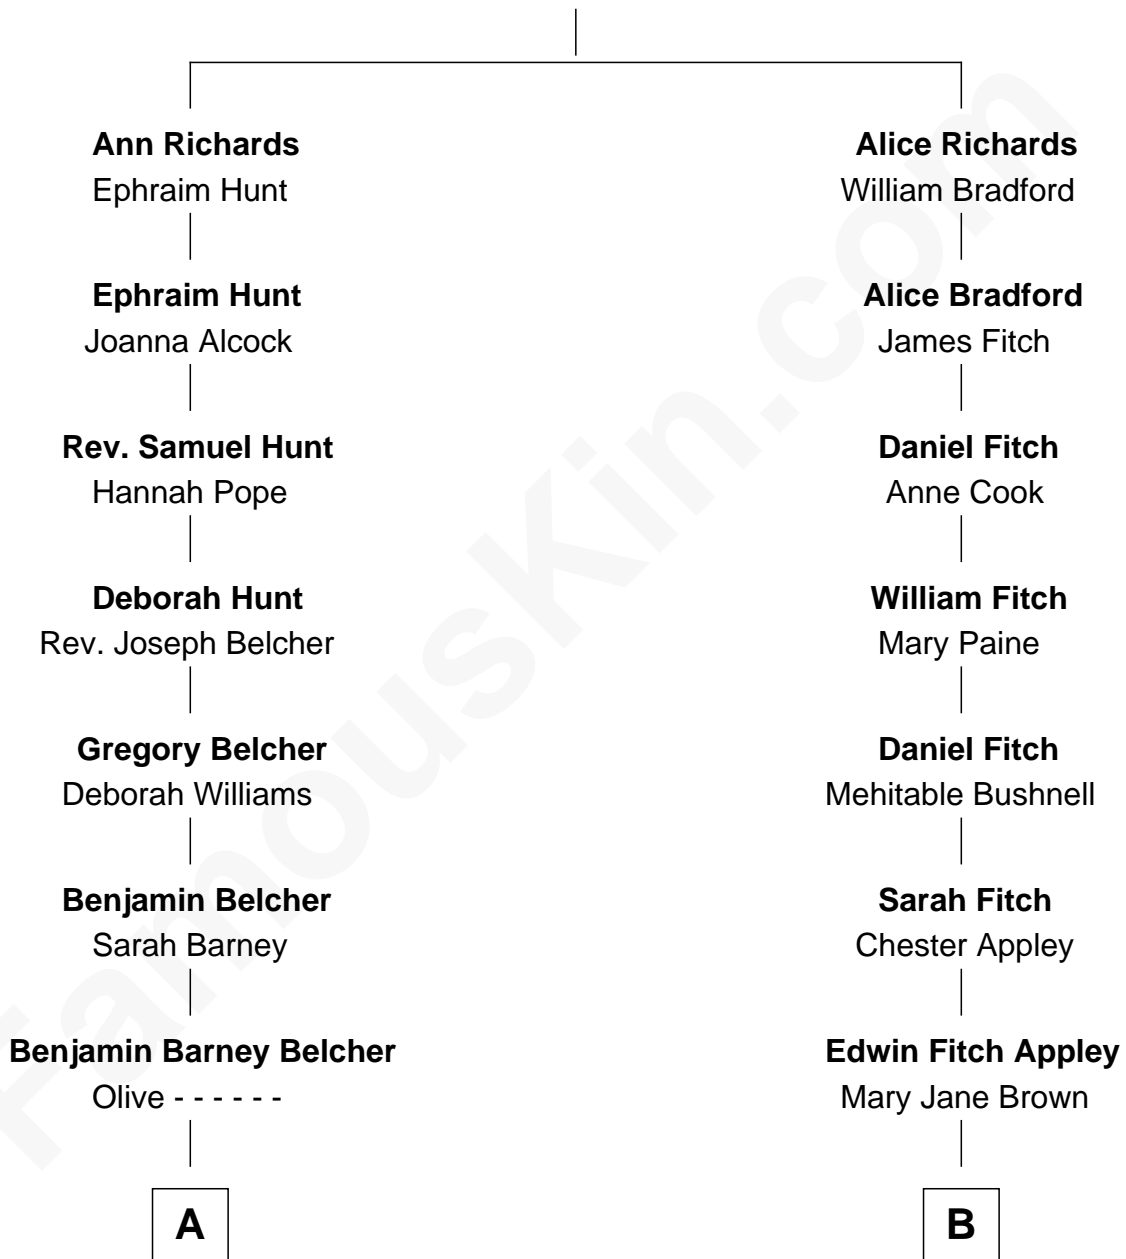 Ann Richards
Ephraim Hunt
Ephraim Hunt
Joanna Alcock
Rev. Samuel Hunt
Hannah Pope
Deborah Hunt
Rev. Joseph Belcher
Gregory Belcher
Deborah Williams
Benjamin Belcher
Sarah Barney
Benjamin Barney Belcher
Olive - - - - - -
A
Alice Richards
William Bradford
Alice Bradford
James Fitch
Daniel Fitch
Anne Cook
William Fitch
Mary Paine
Daniel Fitch
Mehitable Bushnell
Sarah Fitch
Chester Appley
Edwin Fitch Appley
Mary Jane Brown
B
FamousKin.com